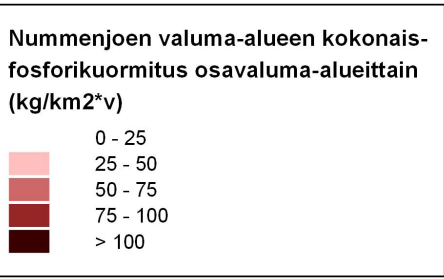 Nummenjoen valuma-alueen kokonais-
fosforikuormitus osavaluma-alueittain
(kg/km2*v)
0 - 25
25 - 50
50 - 75
75 - 100
> 100